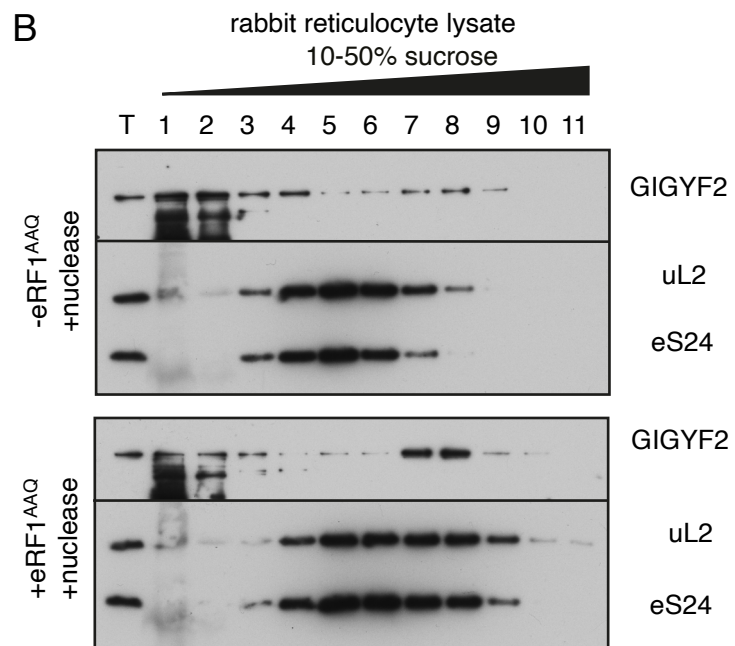 B
rabbit reticulocyte lysate
10-50% sucrose
T 1 2 3 4 5 6 7 8 9 10 11
-eRF1ᴬᴬQ
+nuclease
GIGYF2
uL2
eS24
+eRF1ᴬᴬQ
+nuclease
GIGYF2
uL2
eS24